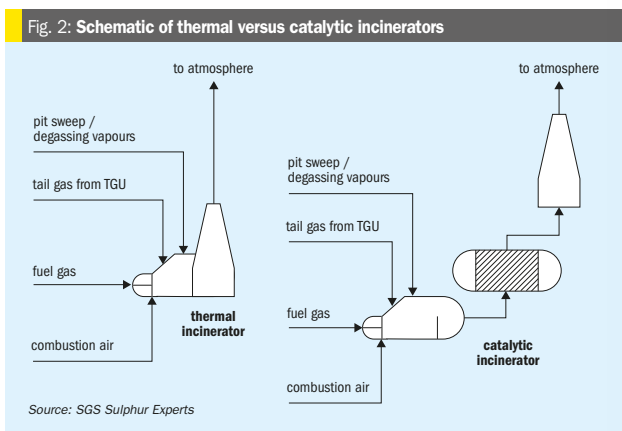 Fig. 2: Schematic of thermal versus catalytic incinerators
to atmosphere
pit sweep /
degassing vapours
tail gas from TGU
fuel gas
combustion air
thermal
incinerator
to atmosphere
pit sweep /
degassing vapours
tail gas from TGU
fuel gas
combustion air
catalytic
incinerator
Source: SGS Sulphur Experts